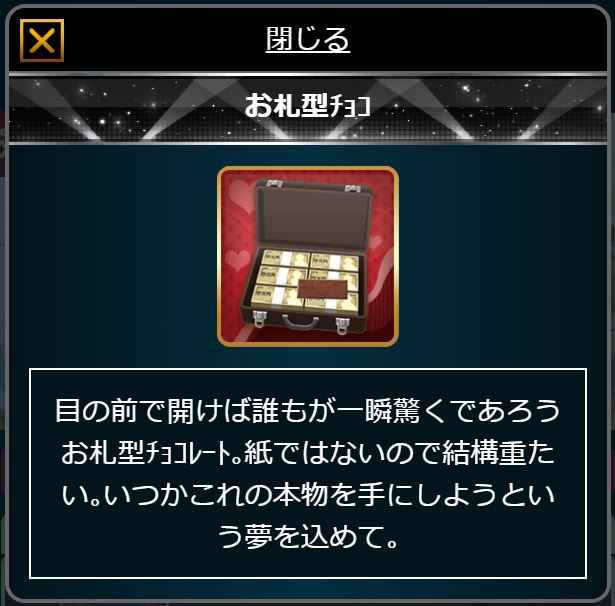 閉じる
お札型ﾁｮｺ
目の前で開けば誰もが一瞬驚くであろう
お札型ﾁｮｺﾚｰﾄ｡紙ではないので結構重た
い｡いつかこれの本物を手にしようとい
う夢を込めて｡